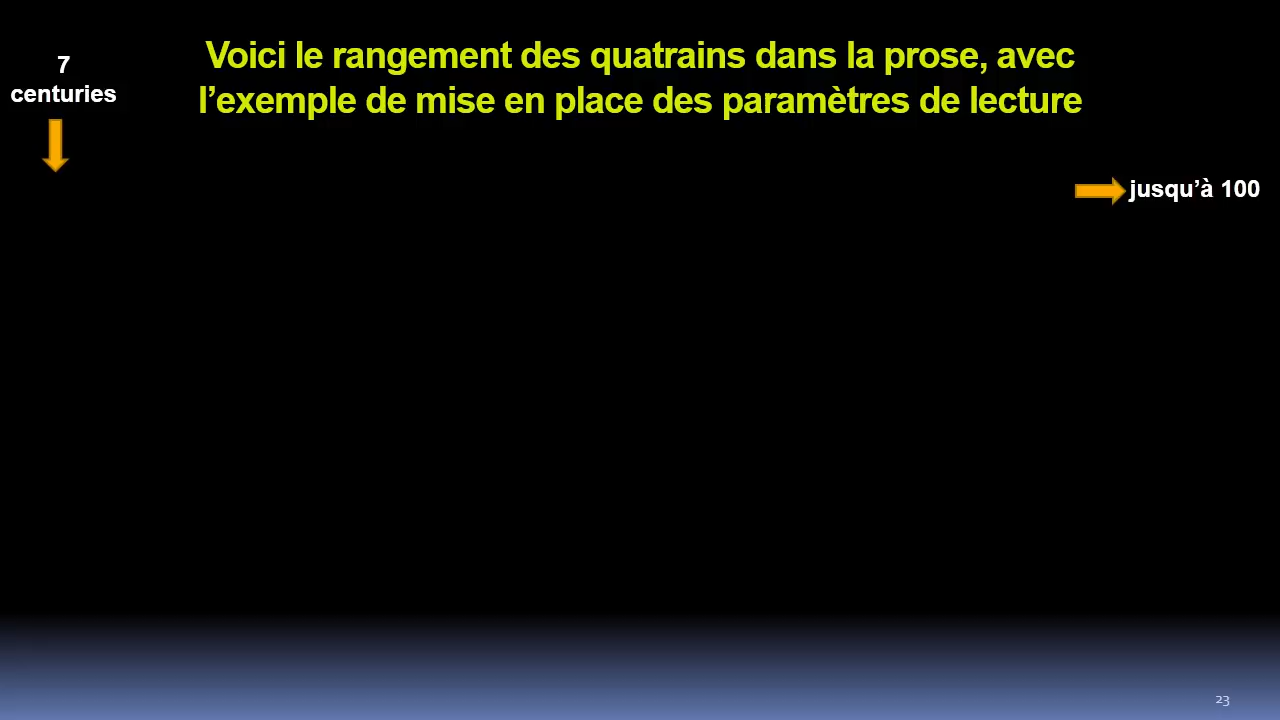 Voici le rangement des quatrains dans la prose, avec
l’exemple de mise en place des paramètres de lecture
7
centuries
jusqu’à 100
23